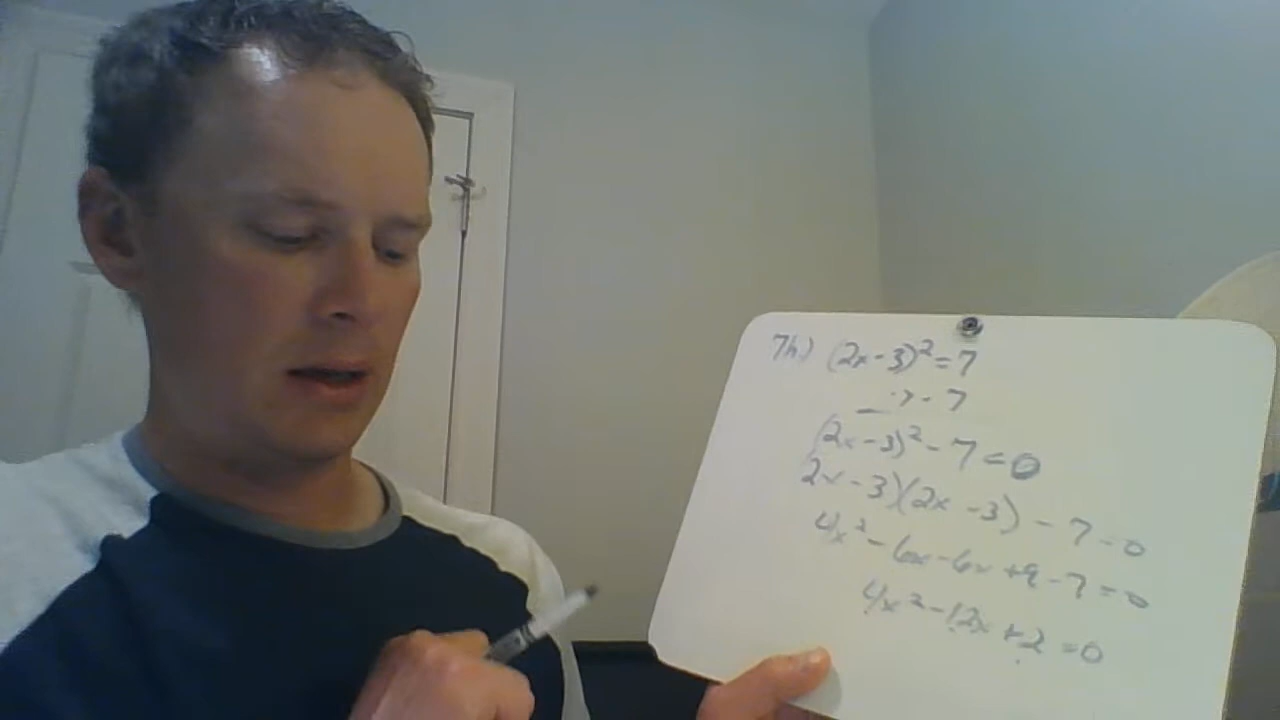 7h) (2x-3)²=7
-7 -7
(2x-3)²-7=0
2x-3)(2x-3)-7=0
4x²-6x-6x+9-7=0
4x²-12x+2=0